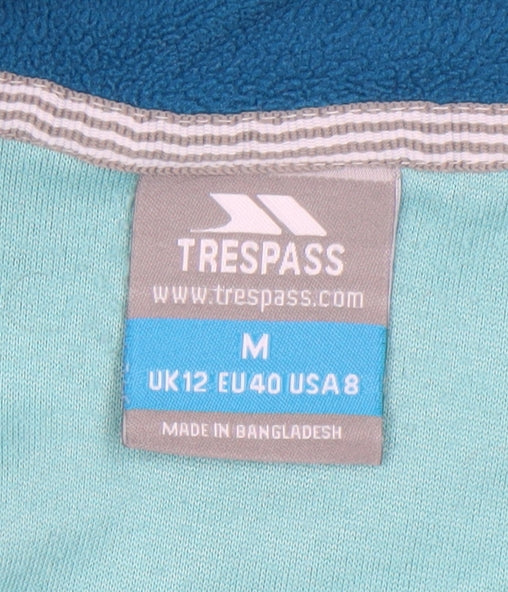 TRESPASS
www.trespass.com
M
UK12 EU40 USA8
MADE IN BANGLADESH